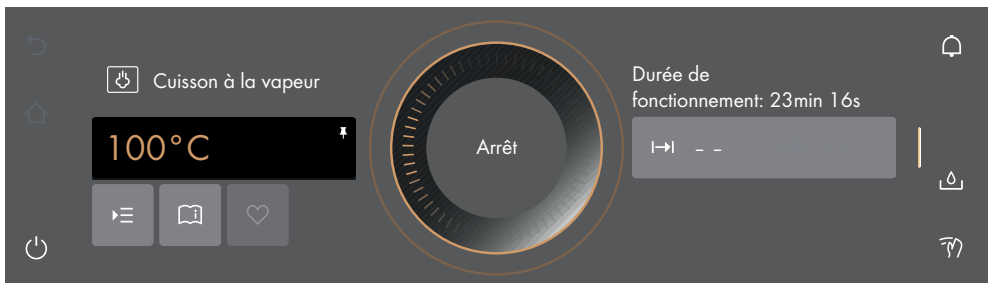 Cuisson à la vapeur
100°C
Arrêt
Durée de
fonctionnement: 23min 16s
– –